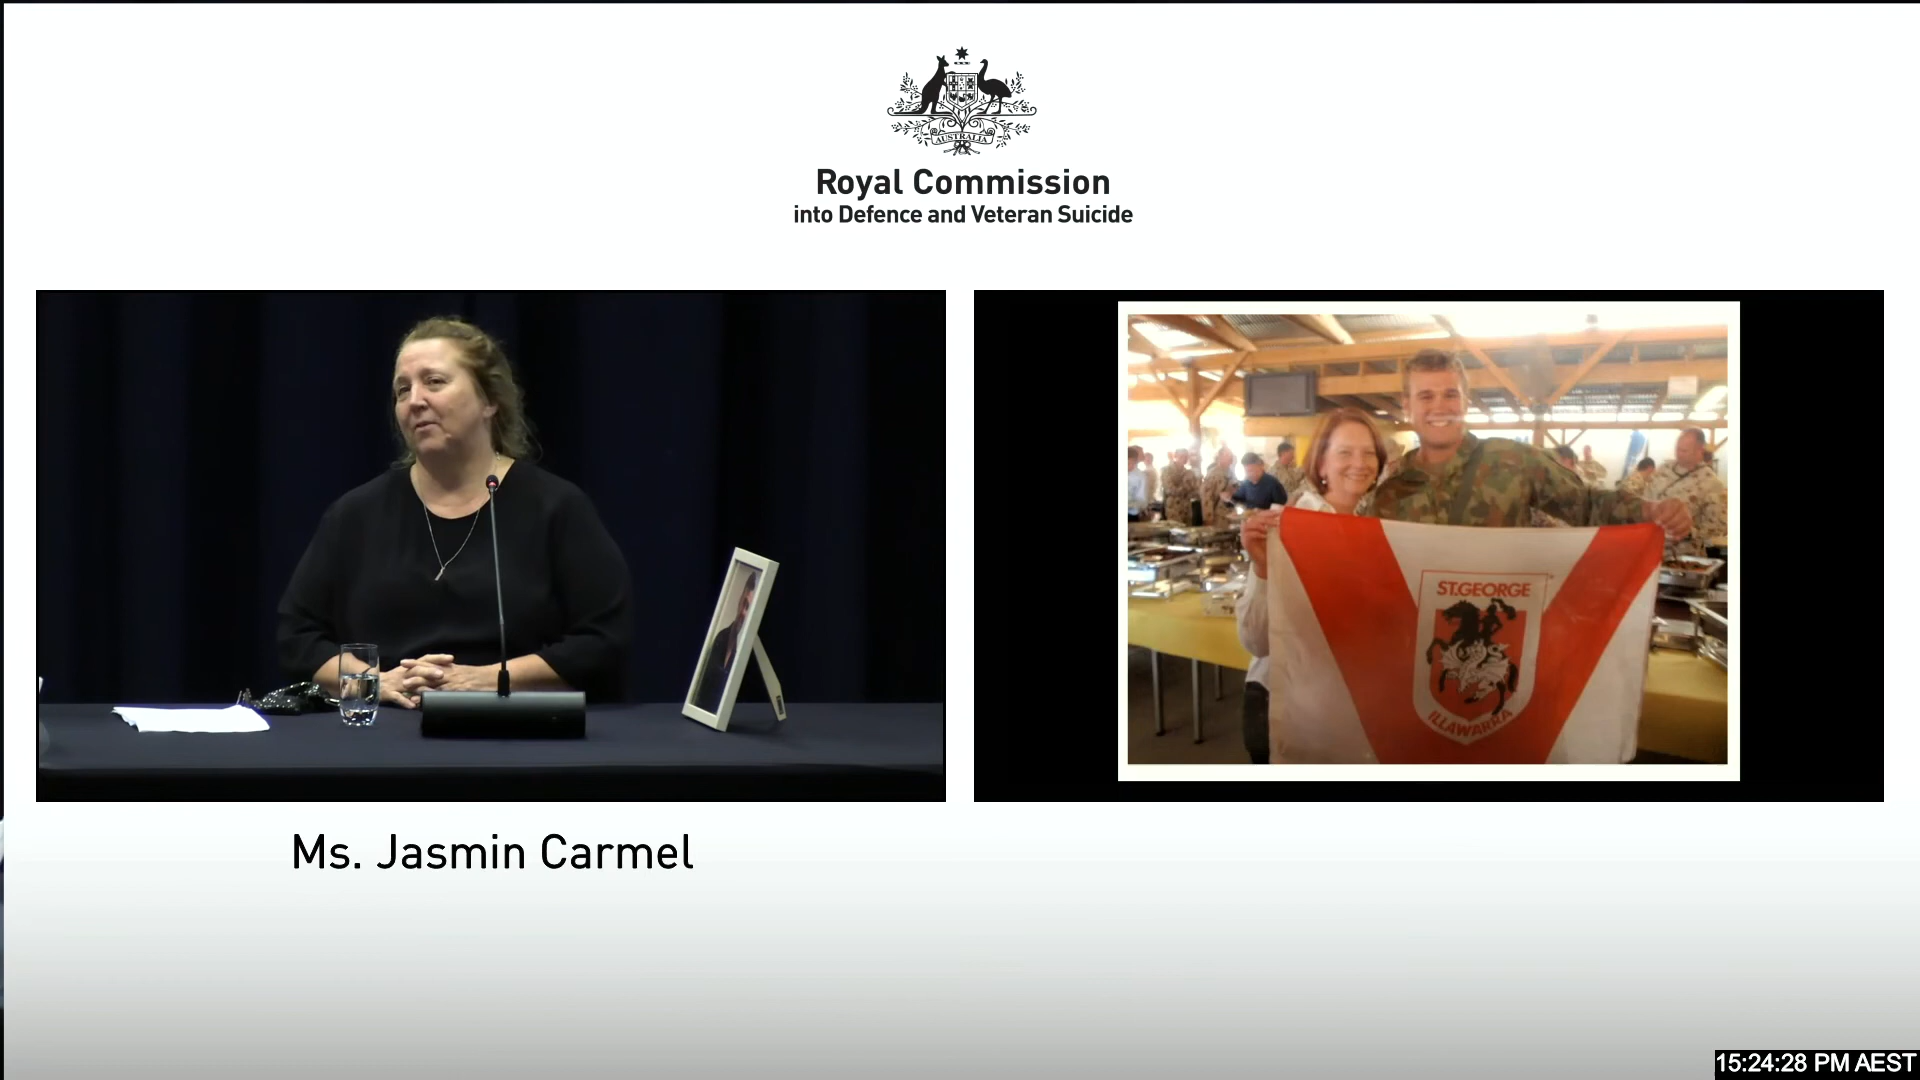 AUSTRALIA
Royal Commission
into Defence and Veteran Suicide
ST.GEORGE
ILLAWARRA
Ms. Jasmin Carmel
15:24:28 PM AEST